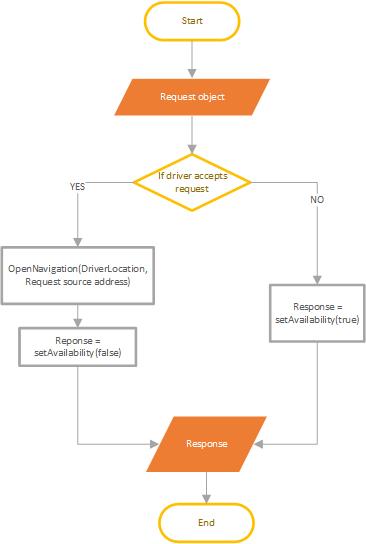 Start
Request object
If driver accepts
request
YES
NO
OpenNavigation(DriverLocation,
Request source address)
Response =
setAvailability(true)
Reponse =
setAvailability(false)
Response
End